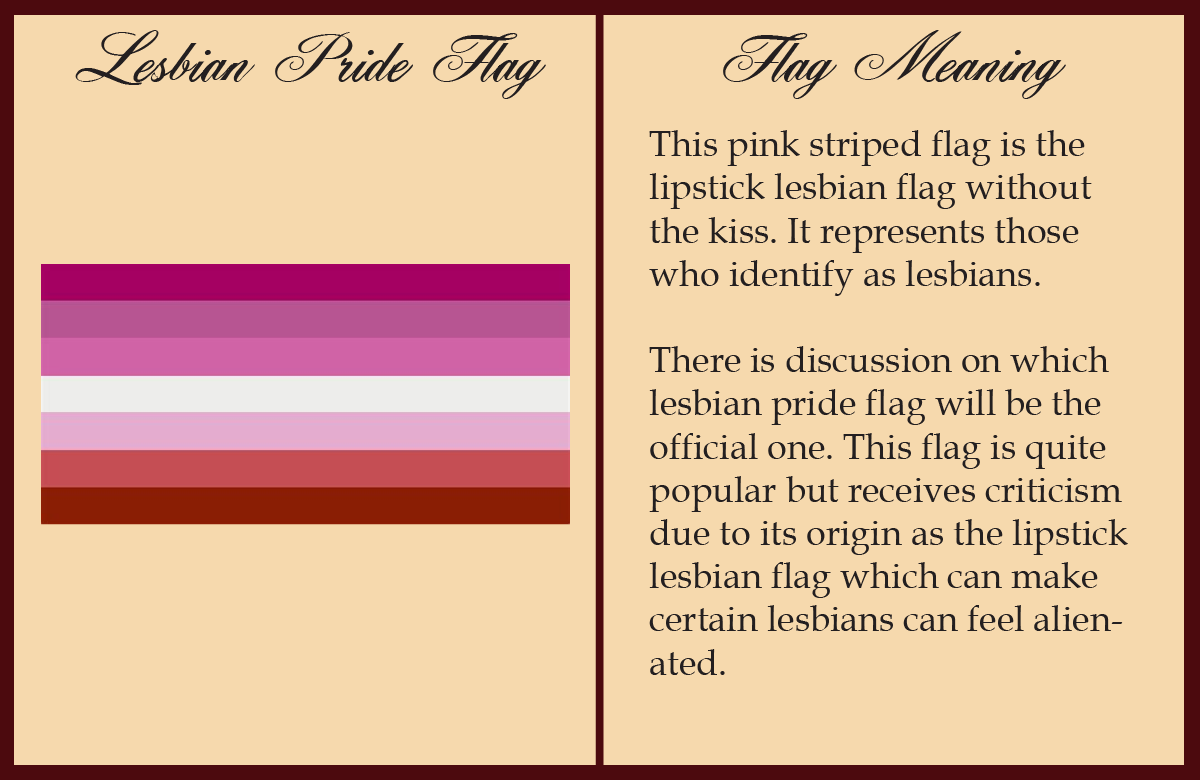 Lesbian Pride Flag
Flag Meaning
This pink striped flag is the
lipstick lesbian flag without
the kiss. It represents those
who identify as lesbians.
There is discussion on which
lesbian pride flag will be the
official one. This flag is quite
popular but receives criticism
due to its origin as the lipstick
lesbian flag which can make
certain lesbians can feel alien-
ated.